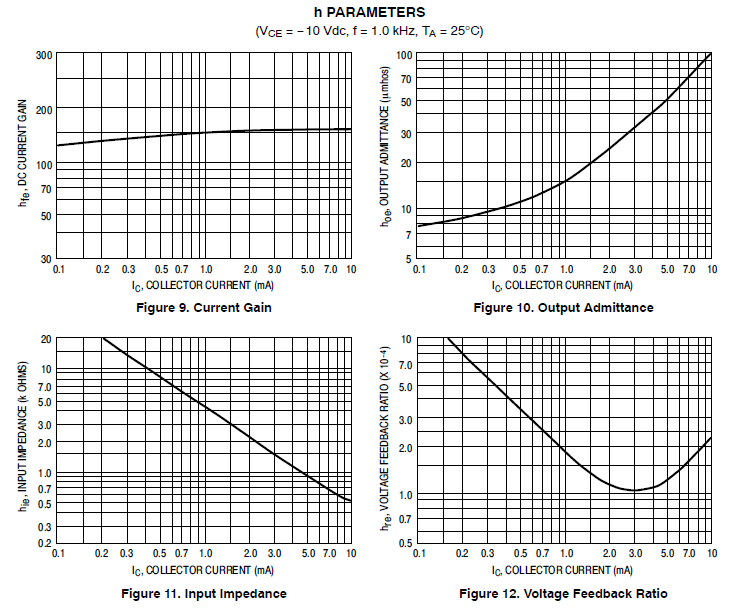 h PARAMETERS
(VCE = –10 Vdc, f = 1.0 kHz, TA = 25°C)
hfe, DC CURRENT GAIN
300
200
100
70
50
30
0.1 0.2 0.3 0.5 0.7 1.0 2.0 3.0 5.0 7.0 10
IC, COLLECTOR CURRENT (mA)
Figure 9. Current Gain
hoe, OUTPUT ADMITTANCE (µmhos)
100
70
50
30
20
10
7
5
0.1 0.2 0.3 0.5 0.7 1.0 2.0 3.0 5.0 7.0 10
IC, COLLECTOR CURRENT (mA)
Figure 10. Output Admittance
hie, INPUT IMPEDANCE (k OHMS)
20
10
7.0
5.0
3.0
2.0
1.0
0.7
0.5
0.3
0.2
0.1 0.2 0.3 0.5 0.7 1.0 2.0 3.0 5.0 7.0 10
IC, COLLECTOR CURRENT (mA)
Figure 11. Input Impedance
hre, VOLTAGE FEEDBACK RATIO (X 10–4)
10
7.0
5.0
3.0
2.0
1.0
0.7
0.5
0.1 0.2 0.3 0.5 0.7 1.0 2.0 3.0 5.0 7.0 10
IC, COLLECTOR CURRENT (mA)
Figure 12. Voltage Feedback Ratio